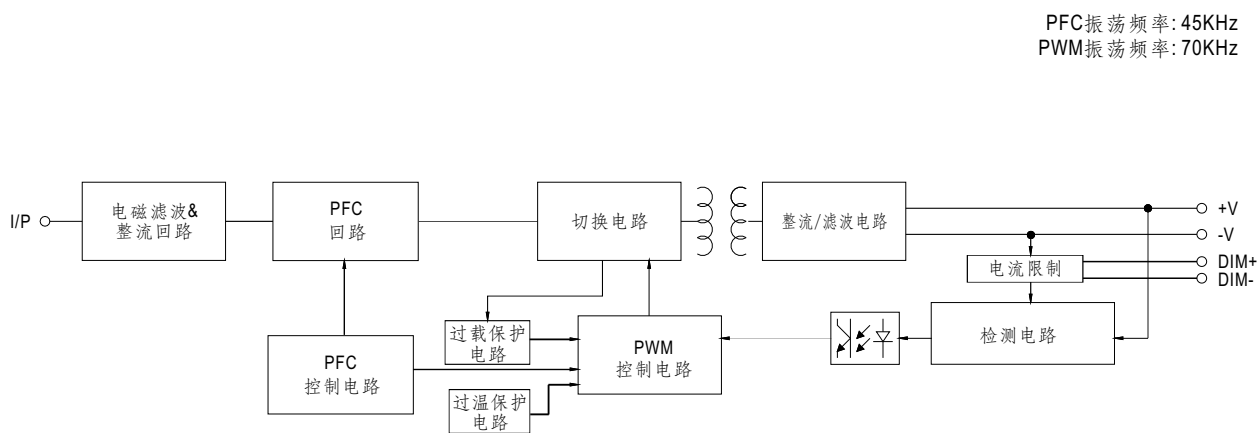 PFC振荡频率: 45KHz
PWM振荡频率: 70KHz
I/P
电磁滤波&
整流回路
PFC
回路
切换电路
整流/滤波电路
+V
-V
DIM+
DIM-
电流限制
检测电路
过载保护
电路
PWM
控制电路
PFC
控制电路
过温保护
电路